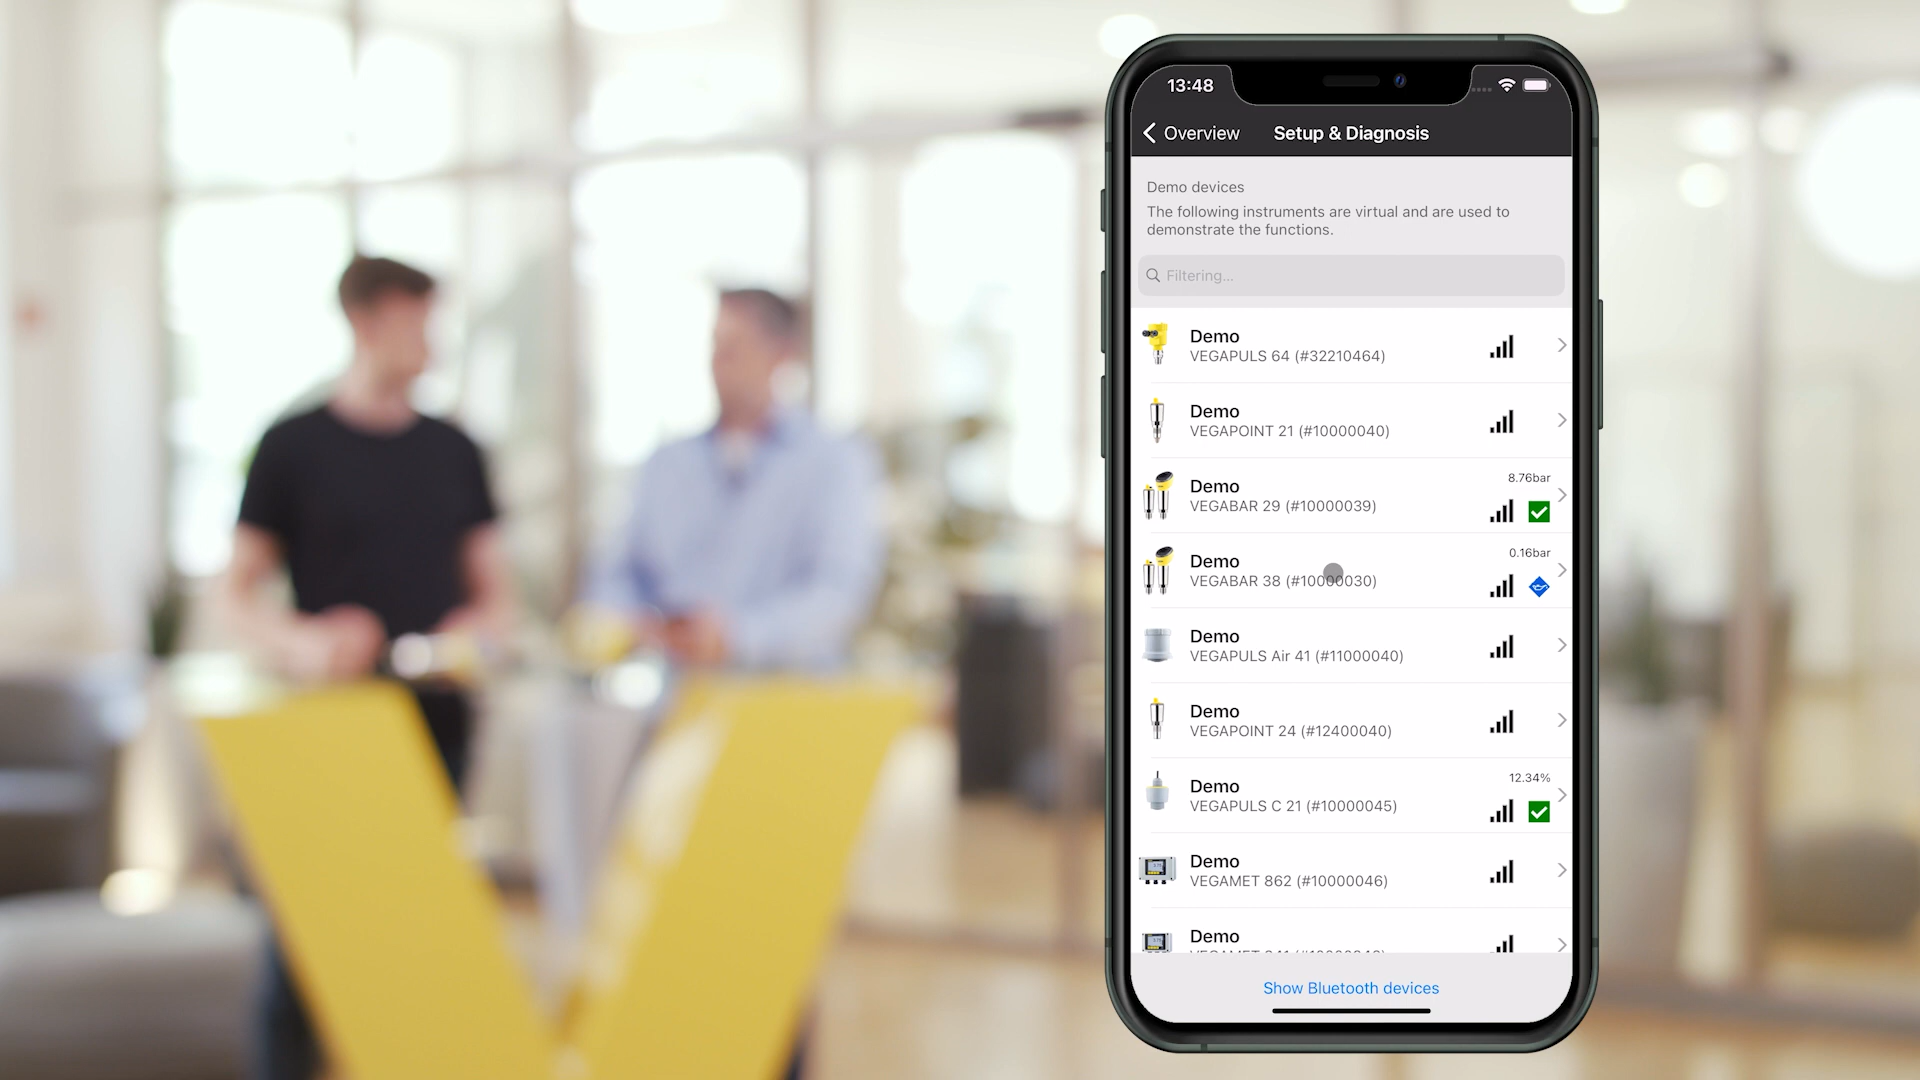 13:48
Overview
Setup & Diagnosis
Demo devices
The following instruments are virtual and are used to
demonstrate the functions.
Filtering...
Demo
VEGAPULS 64 (#32210464)
Demo
VEGAPOINT 21 (#10000040)
8.76bar
Demo
VEGABAR 29 (#10000039)
0.16bar
Demo
VEGABAR 38 (#10000030)
Demo
VEGAPULS Air 41 (#11000040)
Demo
VEGAPOINT 24 (#12400040)
12.34%
Demo
VEGAPULS C 21 (#10000045)
Demo
VEGAMET 862 (#10000046)
Demo
Show Bluetooth devices